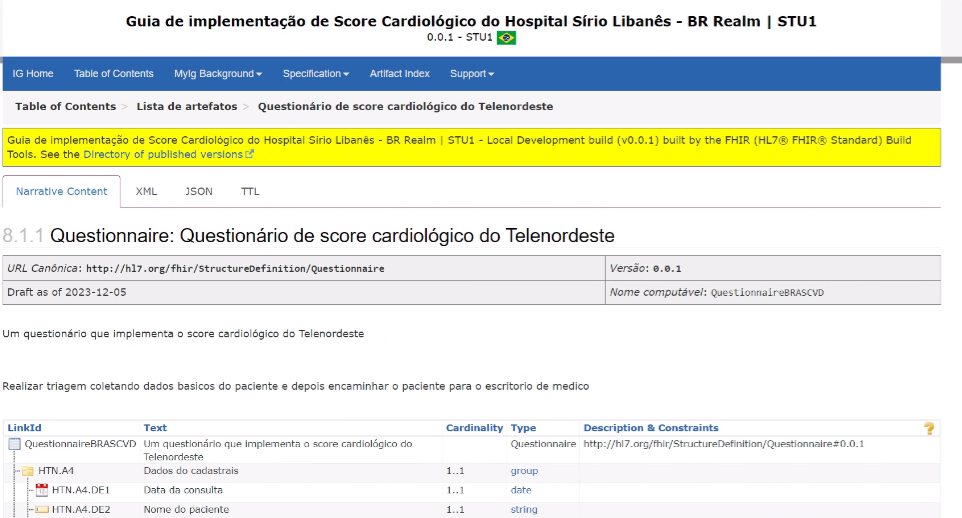 Guia de implementação de Score Cardiológico do Hospital Sírio Libanês - BR Realm | STU1
0.0.1 - STU1
IG Home Table of Contents MyIg Background Specification Artifact Index Support
Table of Contents > Lista de artefatos > Questionário de score cardiológico do Telenordeste
Guia de implementação de Score Cardiológico do Hospital Sírio Libanês - BR Realm | STU1 - Local Development build (v0.0.1) built by the FHIR (HL7® FHIR® Standard) Build
Tools. See the Directory of published versions
Narrative Content XML JSON TTL
8.1.1 Questionnaire: Questionário de score cardiológico do Telenordeste
URL Canônica: http://hl7.org/fhir/StructureDefinition/Questionnaire Versão: 0.0.1
Draft as of 2023-12-05 Nome computável: QuestionnaireBRASCVD
Um questionário que implementa o score cardiológico do Telenordeste
Realizar triagem coletando dados basicos do paciente e depois encaminhar o paciente para o escritorio de medico
LinkId Text Cardinality Type Description & Constraints ?
QuestionnaireBRASCVD Um questionário que implementa o score cardiológico do Questionnaire http://hl7.org/fhir/StructureDefinition/Questionnaire#0.0.1
Telenordeste
HTN.A4 Dados do cadastrais 1..1 group
HTN.A4.DE1 Data da consulta 1..1 date
HTN.A4.DE2 Nome do paciente 1..1 string